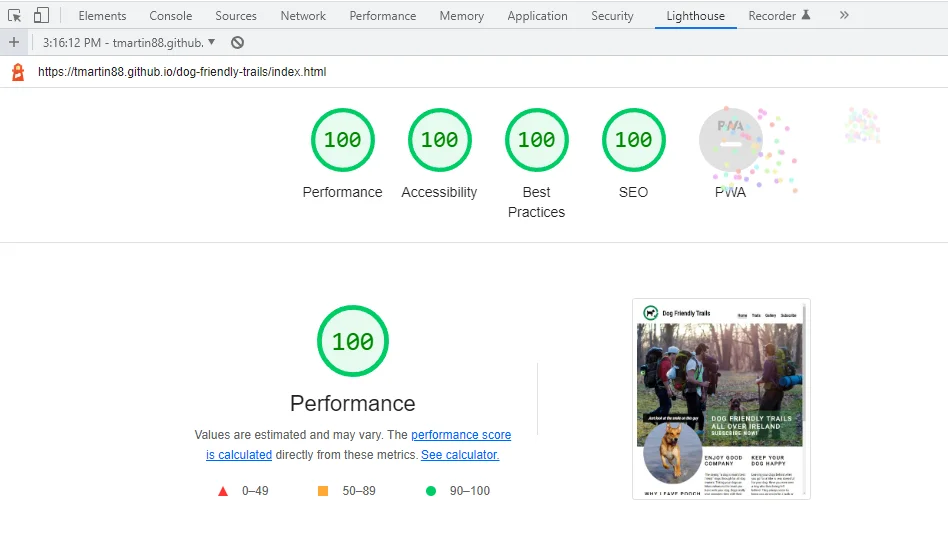 Elements Console Sources Network Performance Memory Application Security Lighthouse Recorder
+ 3:16:12 PM - tmartin88.github.
https://tmartin88.github.io/dog-friendly-trails/index.html
100 100 100 100 PWA
Performance Accessibility Best Practices SEO PWA
100
Performance
Values are estimated and may vary. The performance score
is calculated directly from these metrics. See calculator.
0–49 50–89 90–100
Dog Friendly Trails Home Trails Gallery Subscribe
Just look at the smile on this guy
DOG FRIENDLY TRAILS
ALL OVER IRELAND
SUBSCRIBE NOW!
ENJOY GOOD COMPANY
KEEP YOUR DOG HAPPY
WHY LEAVE POOCH